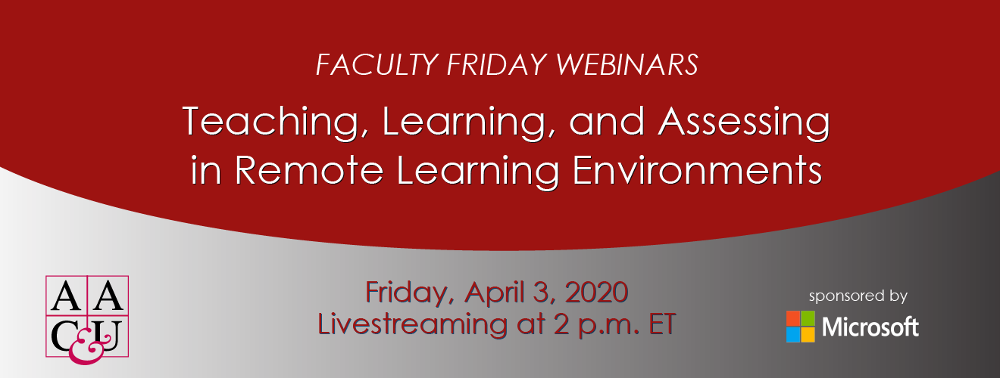 FACULTY FRIDAY WEBINARS
Teaching, Learning, and Assessing
in Remote Learning Environments
AA
C&U
Friday, April 3, 2020
Livestreaming at 2 p.m. ET
sponsored by
Microsoft